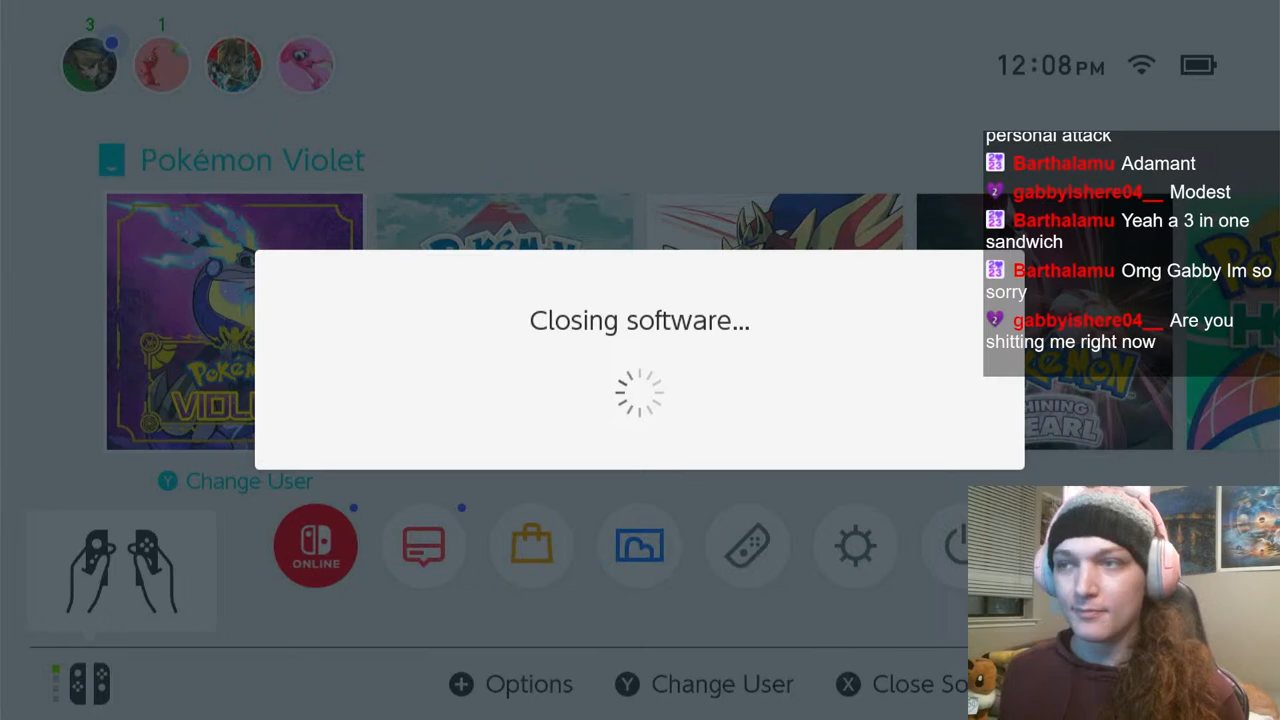 3
1
12:08 PM
Pokémon Violet
personal attack
Barthalamu Adamant
gabbyishere04__ Modest
Barthalamu Yeah a 3 in one
sandwich
Barthalamu Omg Gabby Im so
sorry
gabbyishere04__ Are you
shitting me right now
Closing software...
Y Change User
ONLINE
+ Options
Y Change User
X Close So